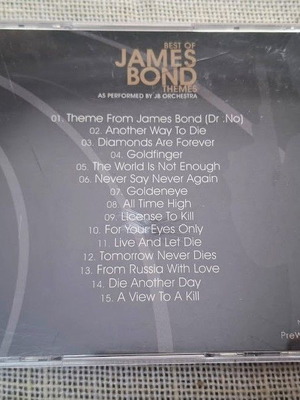 BEST OF
JAMES
BOND
THEMES
AS PERFORMED BY JB ORCHESTRA
01. Theme From James Bond (Dr .No)
02. Another Way To Die
03. Diamonds Are Forever
04. Goldfinger
05. The World Is Not Enough
06. Never Say Never Again
07. Goldeneye
08. All Time High
09. License To Kill
10. For Your Eyes Only
11. Live And Let Die
12. Tomorrow Never Dies
13. From Russia With Love
14. Die Another Day
15. A View To A Kill